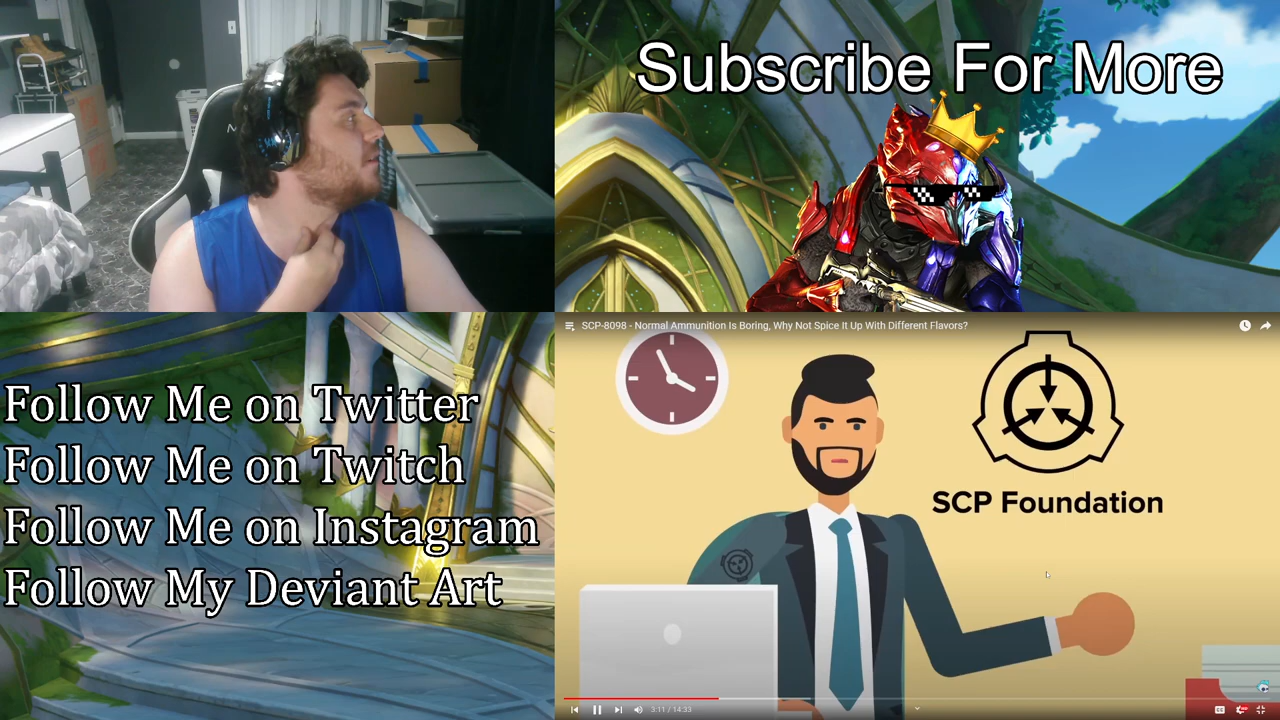 Subscribe For More
Follow Me on Twitter
Follow Me on Twitch
Follow Me on Instagram
Follow My Deviant Art
SCP-8098 - Normal Ammunition Is Boring, Why Not Spice It Up With Different Flavors?
SCP Foundation
3:11 / 14:33